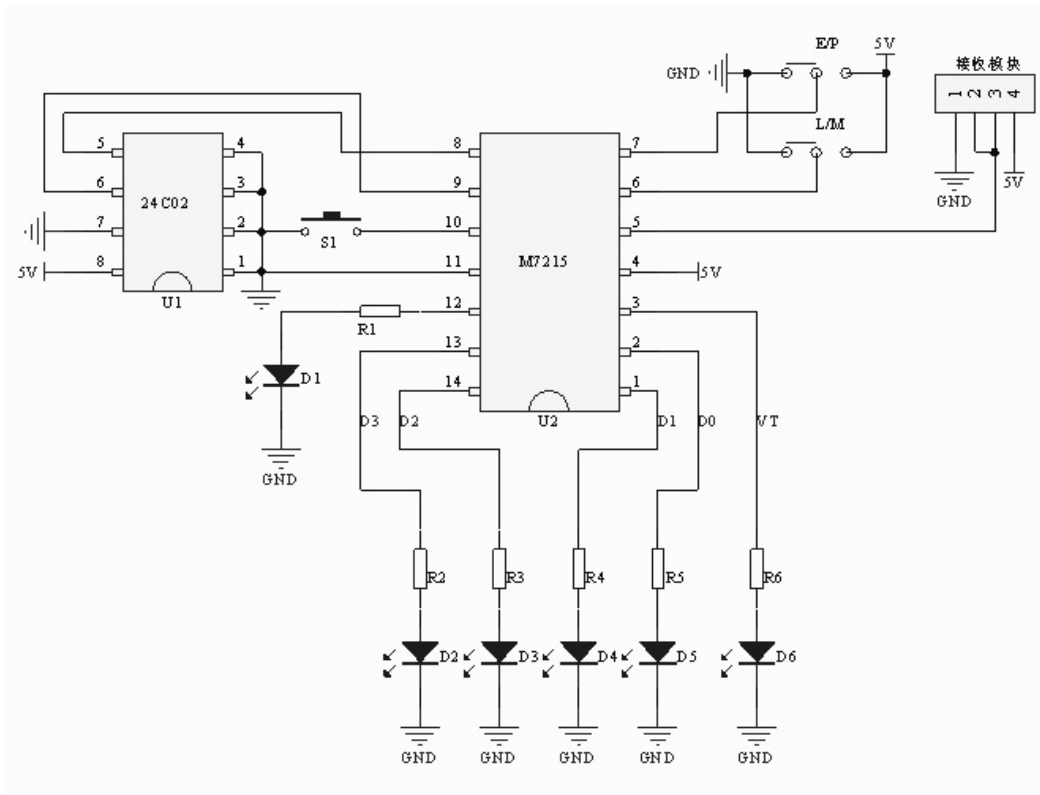 E/P
5V
GND
接收模块
1 2 3 4
L/M
GND
5V
5
6
7
8
5V
24C02
4
3
2
1
U1
S1
8
9
10
11
12
13
14
M7215
7
6
5
4
3
2
1
U2
5V
R1
D1
GND
D3
D2
D1
D0
VT
R2
R3
R4
R5
R6
D2
D3
D4
D5
D6
GND
GND
GND
GND
GND